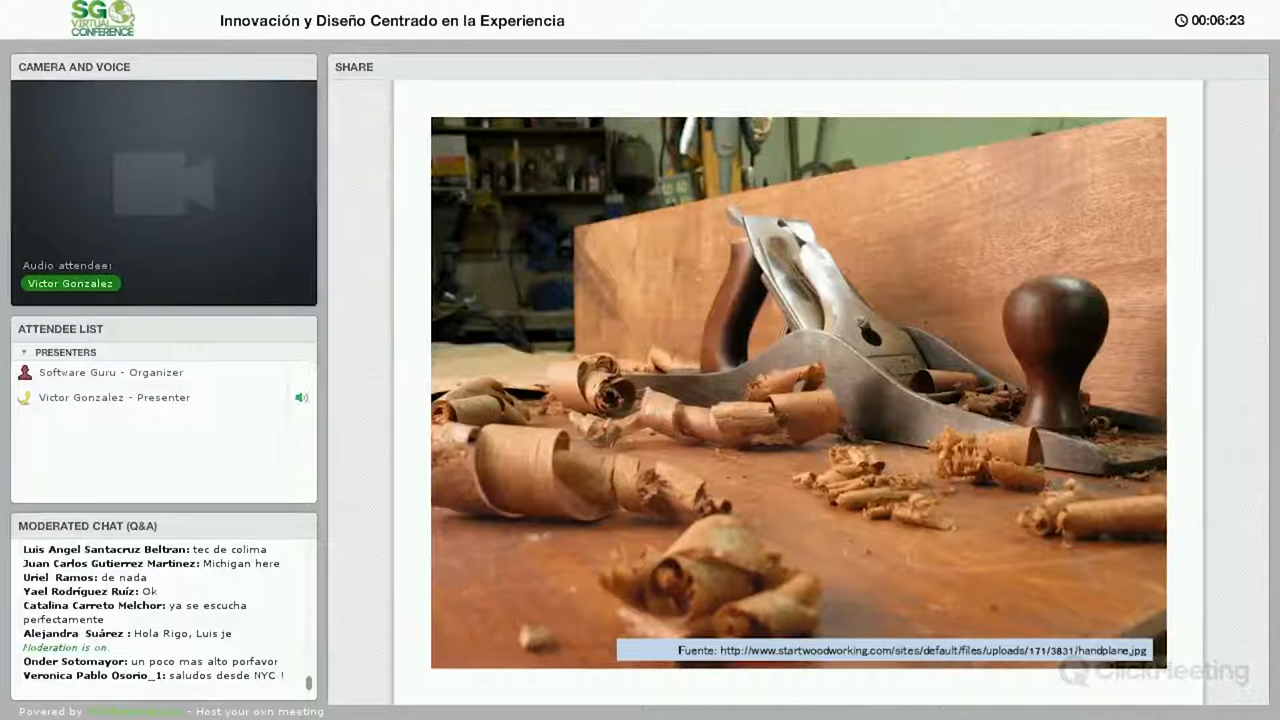 SG
VIRTUAL
CONFERENCE
Innovación y Diseño Centrado en la Experiencia
00:06:23
CAMERA AND VOICE
SHARE
Audio attendee:
Victor Gonzalez
ATTENDEE LIST
PRESENTERS
Software Guru - Organizer
Victor Gonzalez - Presenter
MODERATED CHAT (Q&A)
Luis Angel Santacruz Beltran: tec de colima
Juan Carlos Gutierrez Martinez: Michigan here
Uriel Ramos: de nada
Yael Rodríguez Ruíz: Ok
Catalina Carreto Melchor: ya se escucha
perfectamente
Alejandra Suárez : Hola Rigo, Luis je
Moderation is on.
Onder Sotomayor: un poco mas alto porfavor
Veronica Pablo Osorio_1: saludos desde NYC !
Fuente: http://www.startwoodworking.com/sites/default/files/uploads/171/3831/handplane.jpg
ClickMeeting
Powered by - Host your own meeting